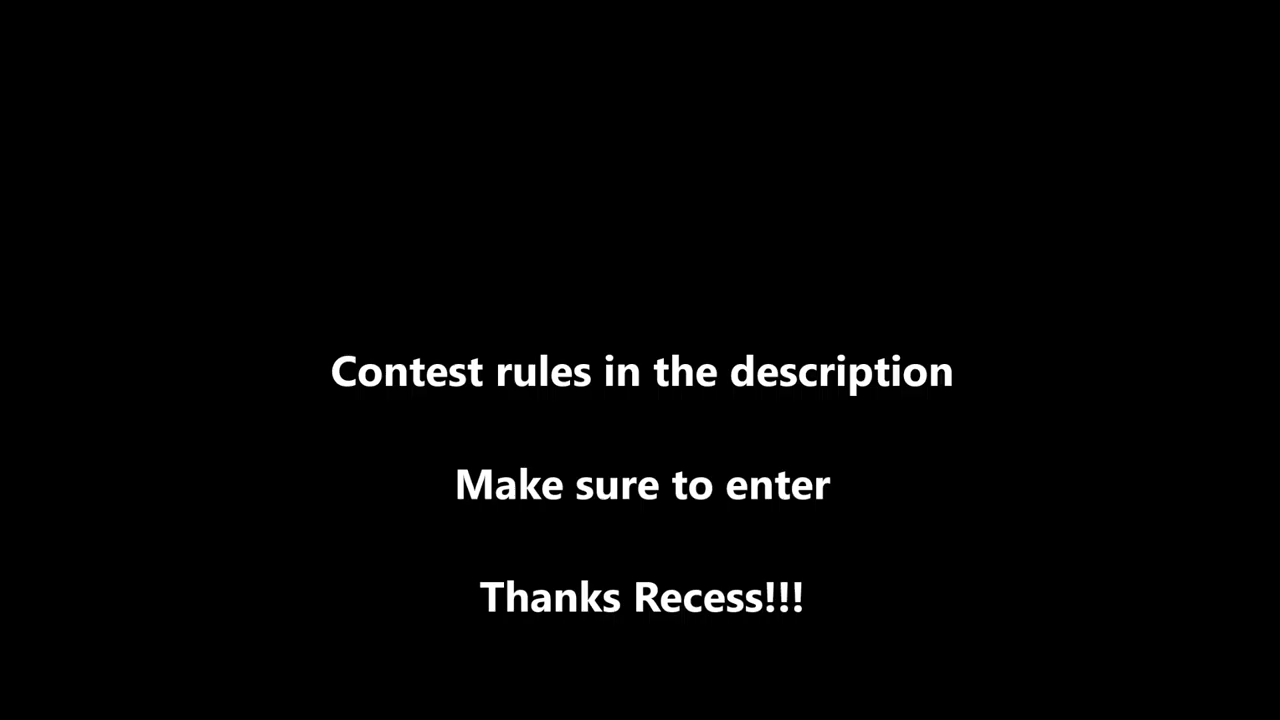 Contest rules in the description
Make sure to enter
Thanks Recess!!!